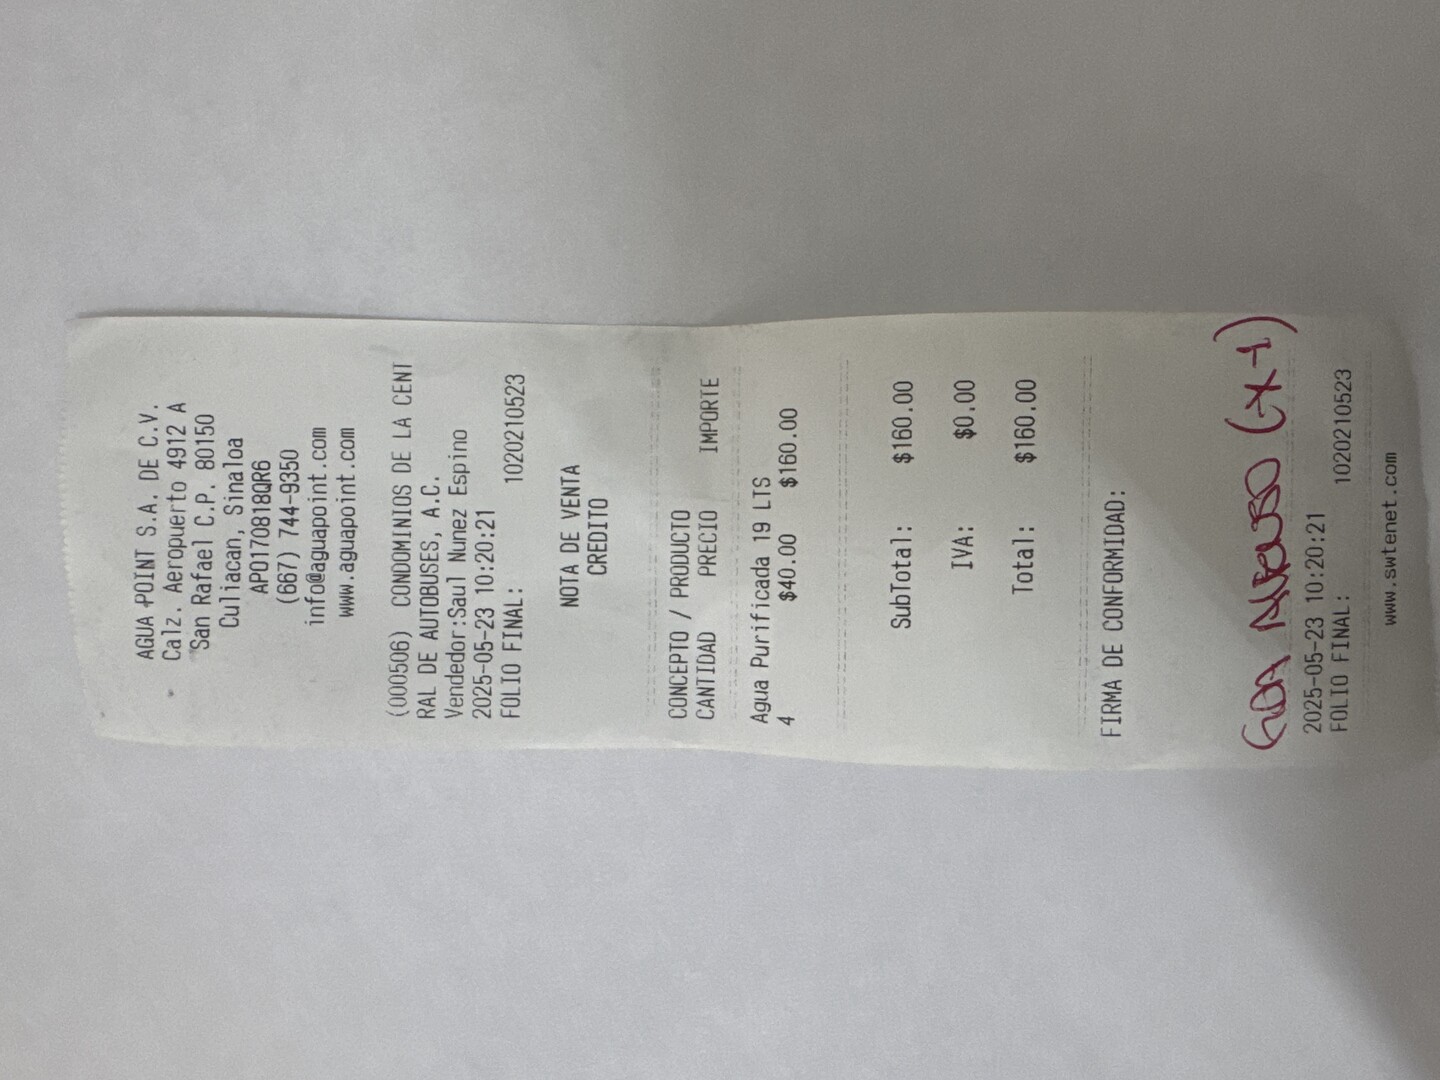 AGUA POINT S.A. DE C.V.
Calz. Aeropuerto 4912 A
San Rafael C.P. 80150
Culiacan, Sinaloa
APO170818QR6
(667) 744-9350
info@aguapoint.com
www.aguapoint.com
(000506) CONDOMINIOS DE LA CENT
RAL DE AUTOBUSES, A.C.
Vendedor:Saul Nunez Espino
2025-05-23 10:20:21
FOLIO FINAL: 1020210523
NOTA DE VENTA
CREDITO
CONCEPTO / PRODUCTO
CANTIDAD PRECIO IMPORTE
Agua Purificada 19 LTS
4 $40.00 $160.00
SubTotal: $160.00
IVA: $0.00
Total: $160.00
FIRMA DE CONFORMIDAD:
2025-05-23 10:20:21
FOLIO FINAL: 1020210523
www.swtenet.com